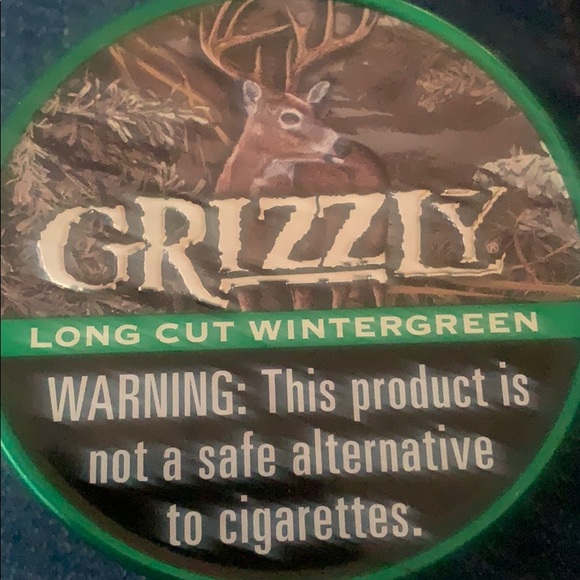 GRIZZLY®
LONG CUT WINTERGREEN
WARNING: This product is
not a safe alternative
to cigarettes.